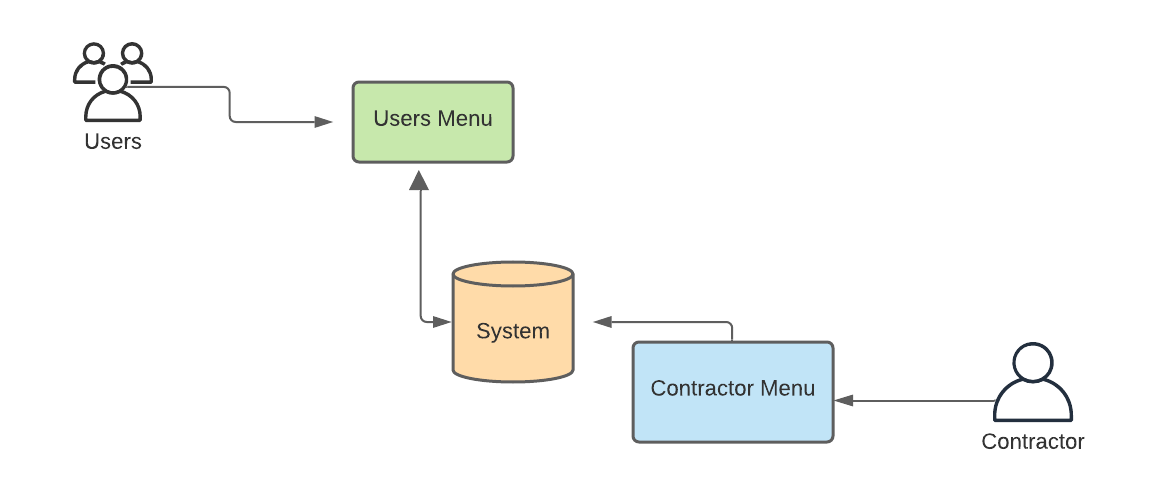 Users
Users Menu
System
Contractor Menu
Contractor